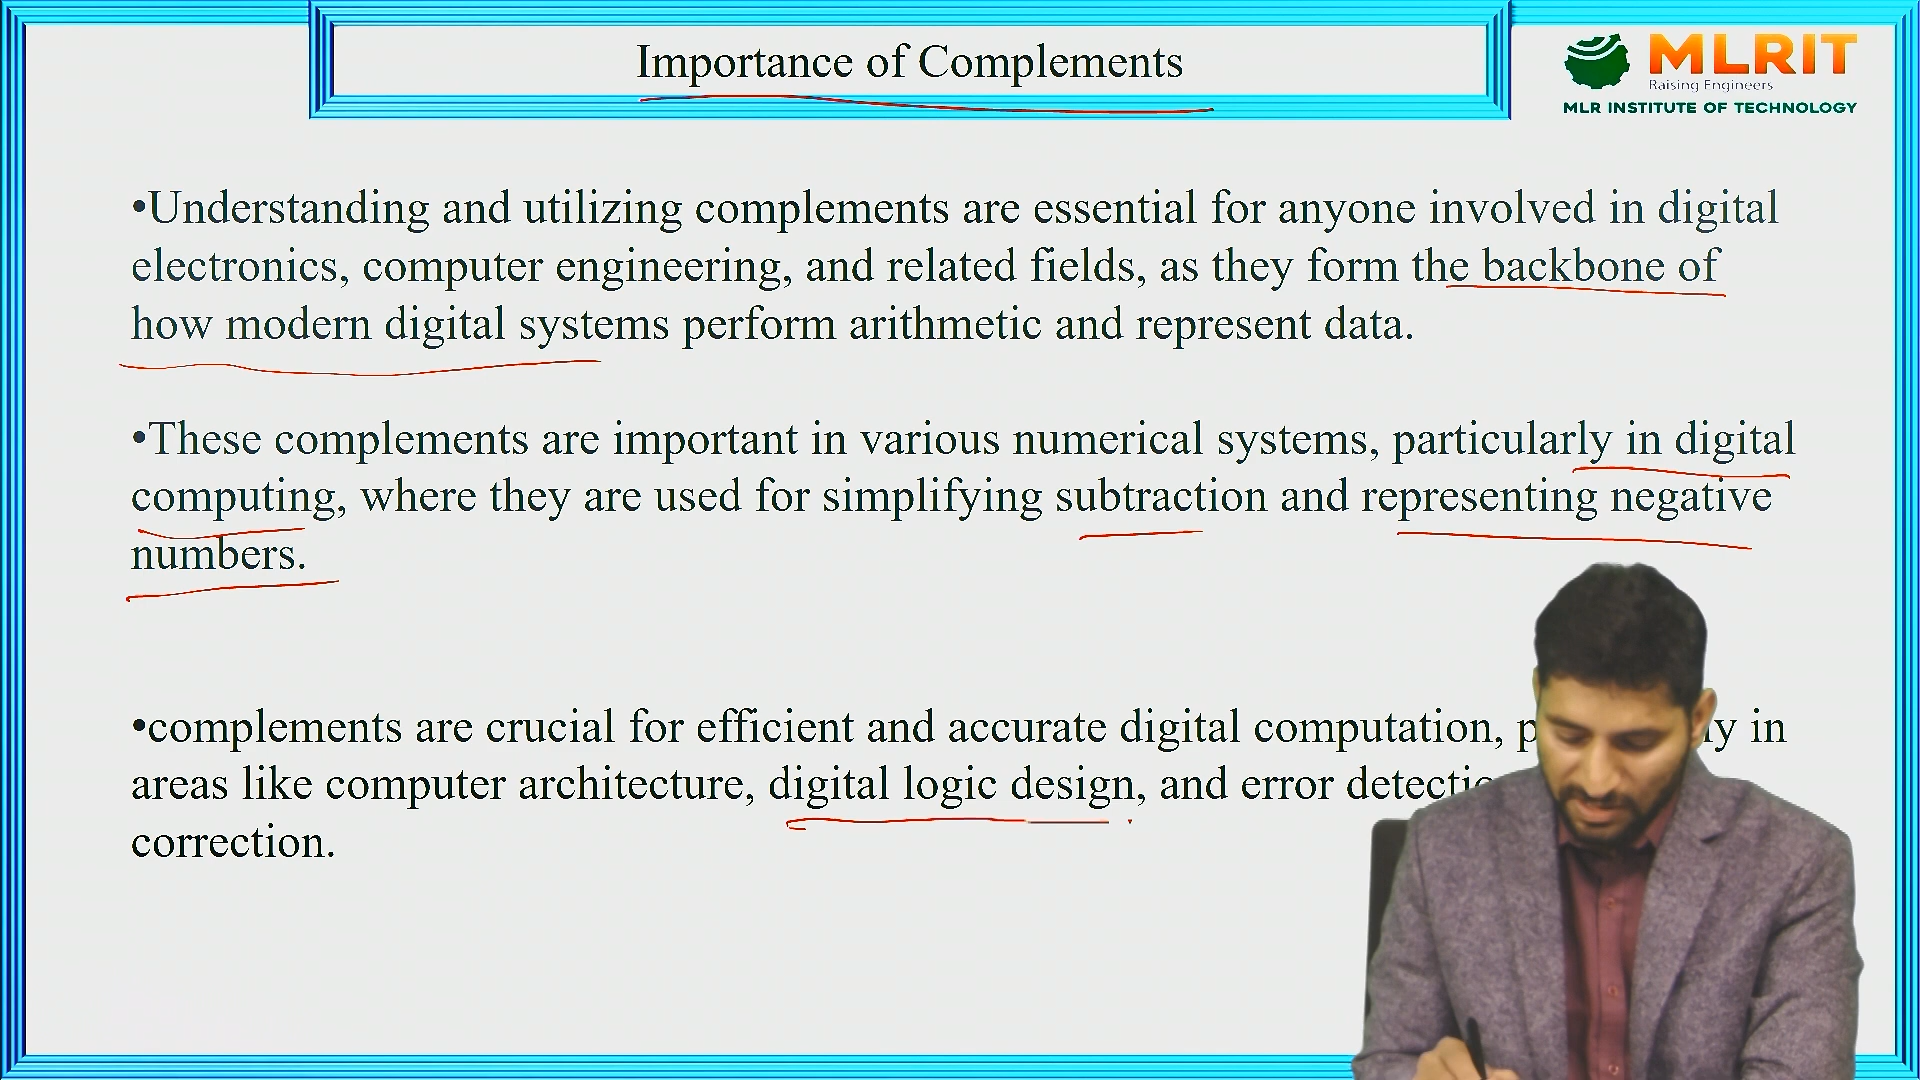 Importance of Complements
MLRIT
Raising Engineers
MLR INSTITUTE OF TECHNOLOGY
•Understanding and utilizing complements are essential for anyone involved in digital
electronics, computer engineering, and related fields, as they form the backbone of
how modern digital systems perform arithmetic and represent data.
•These complements are important in various numerical systems, particularly in digital
computing, where they are used for simplifying subtraction and representing negative
numbers.
•complements are crucial for efficient and accurate digital computation, in
areas like computer architecture, digital logic design, and error
correction.